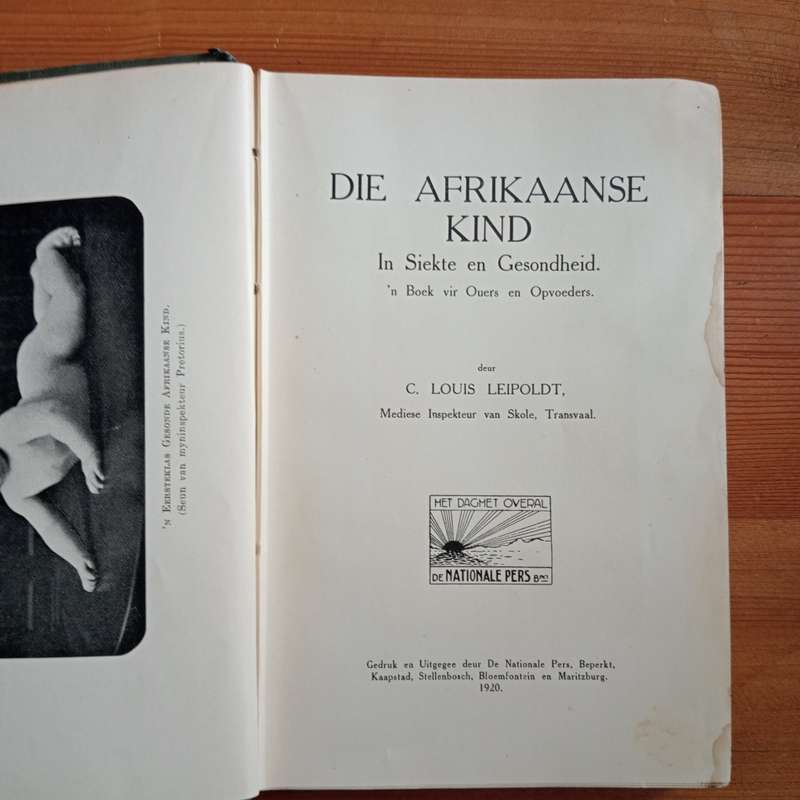 'N EERSTEKLAS GESONDE AFRIKAANSE KIND.
(Seun van myninspekteur Pretorius.)
DIE AFRIKAANSE
KIND
In Siekte en Gesondheid.
'n Boek vir Ouers en Opvoeders.
deur
C. LOUIS LEIPOLDT,
Mediese Inspekteur van Skole, Transvaal.
HET DAGHET OVERAL
DE NATIONALE PERS BPKT
Gedruk en Uitgegee deur De Nationale Pers, Beperkt,
Kaapstad, Stellenbosch, Bloemfontein en Maritzburg.
1920.